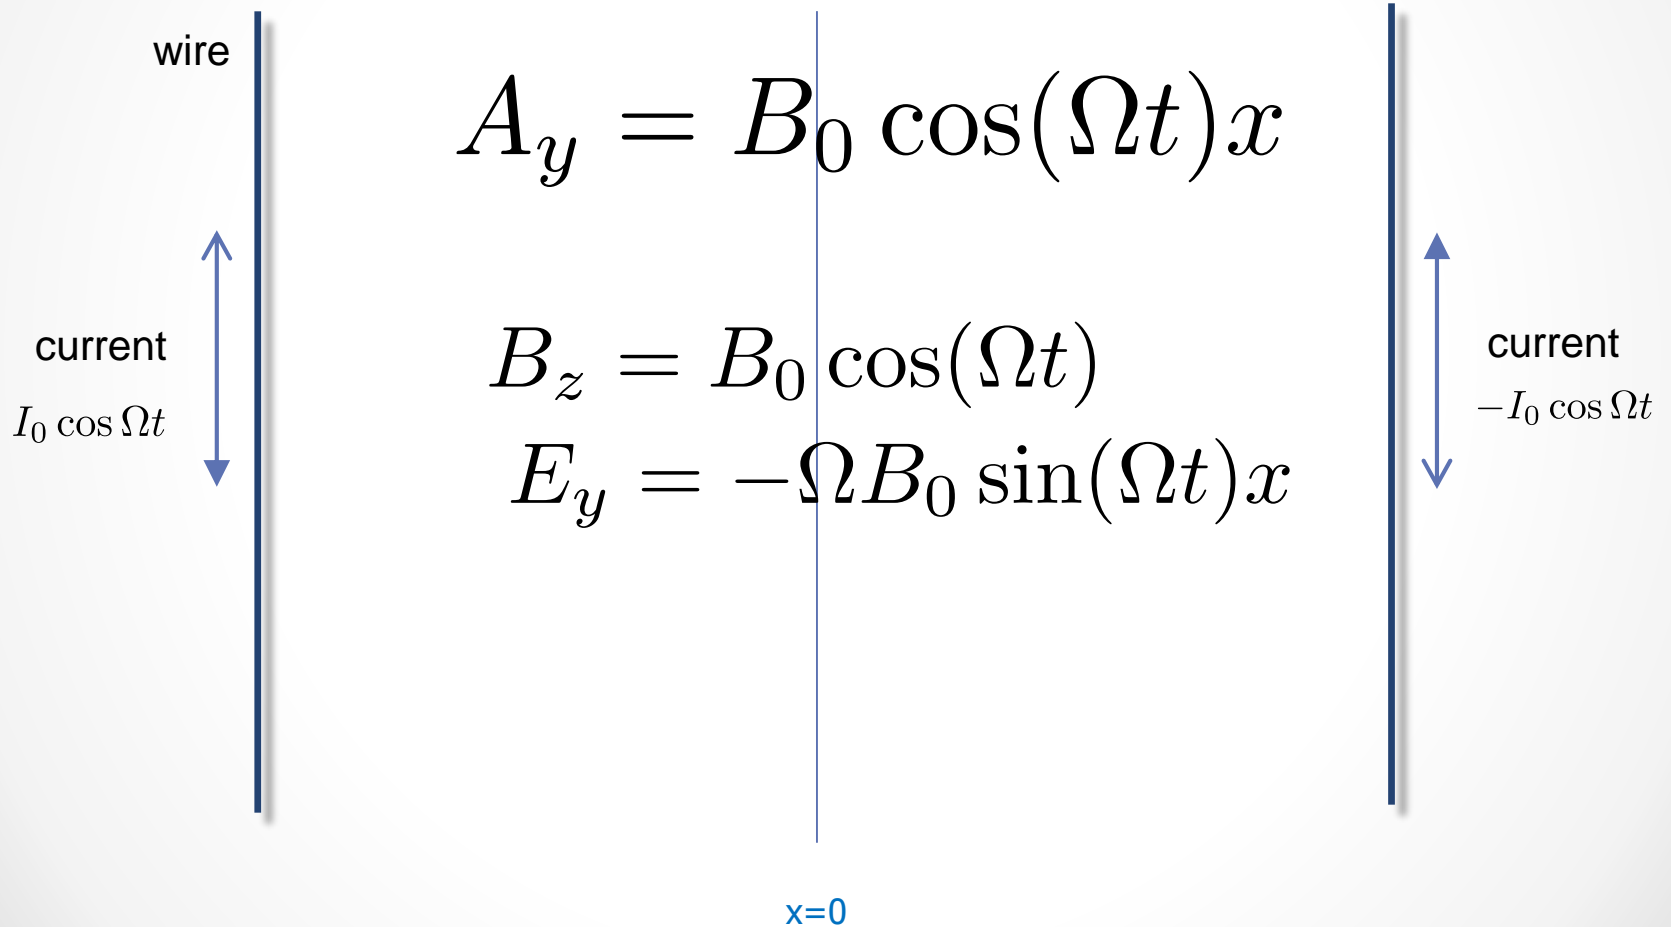 wire
A_y = B_0 cos(Ωt)x
B_z = B_0 cos(Ωt)
current
current
I_0 cos Ωt
−I_0 cos Ωt
E_y = −ΩB_0 sin(Ωt)x
x=0